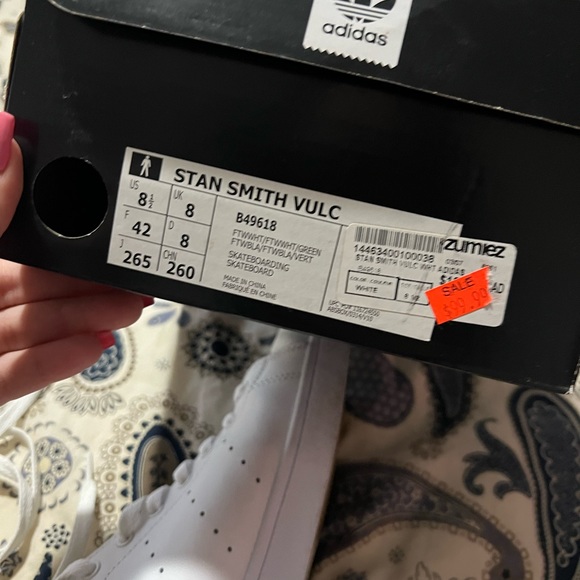 adidas
STAN SMITH VULC
US
8½
UK
8
F
42
D
8
J
265
CHN
260
B49618
FTWWHT/FTWWHT/GREEN
FTWBLA/FTWBLA/VERT
SKATEBOARDING
SKATEBOARD
MADE IN CHINA
FABRIQUÉ EN CHINE
zumiez
14463400100038
STAN SMITH VULC WHT ADIDAS
WHITE
SALE